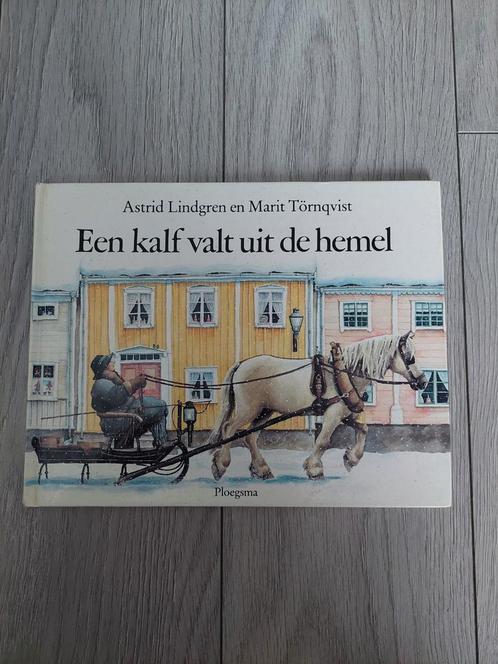 Astrid Lindgren en Marit Törnqvist
Een kalf valt uit de hemel
Ploegsma